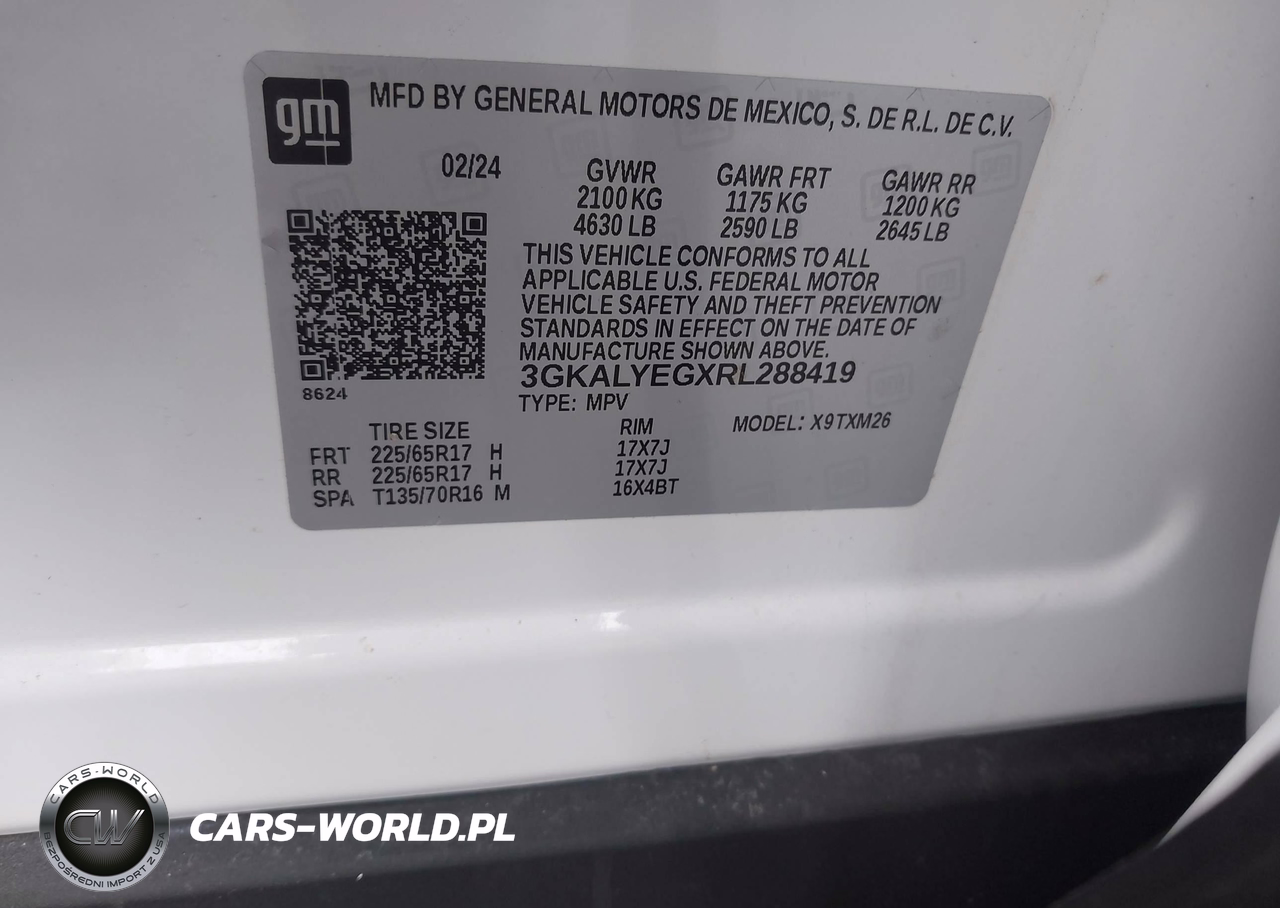 gm
MFD BY GENERAL MOTORS DE MEXICO, S. DE R.L. DE C.V.
02/24 GVWR GAWR FRT GAWR RR
2100 KG 1175 KG 1200 KG
4630 LB 2590 LB 2645 LB
THIS VEHICLE CONFORMS TO ALL
APPLICABLE U.S. FEDERAL MOTOR
VEHICLE SAFETY AND THEFT PREVENTION
STANDARDS IN EFFECT ON THE DATE OF
MANUFACTURE SHOWN ABOVE.
3GKALYEGXRL288419
8624
TYPE: MPV MODEL: X9TXM26
TIRE SIZE RIM
FRT 225/65R17 H 17X7J
RR 225/65R17 H 17X7J
SPA T135/70R16 M 16X4BT
CARS-WORLD
CW
BEZPOŚREDNI IMPORT Z USA
CARS-WORLD.PL